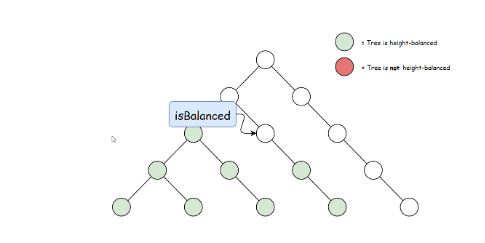 = Tree is height-balanced
= Tree is not height-balanced
isBalanced